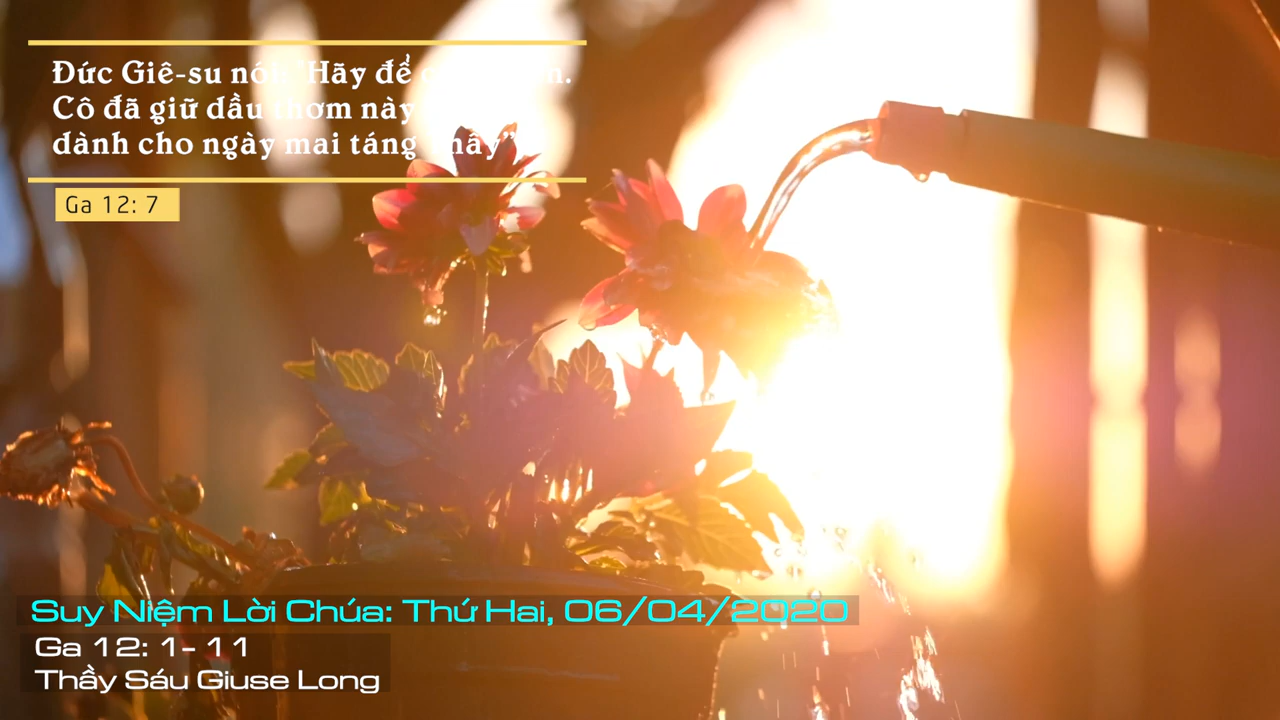 Đức Giê-su nói: "Hãy để
Cô đã giữ dầu thơm này
dành cho ngày mai táng Thầy”
Ga 12: 7
Suy Niệm Lời Chúa: Thứ Hai, 06/04/2020
Ga 12: 1- 11
Thầy Sáu Giuse Long